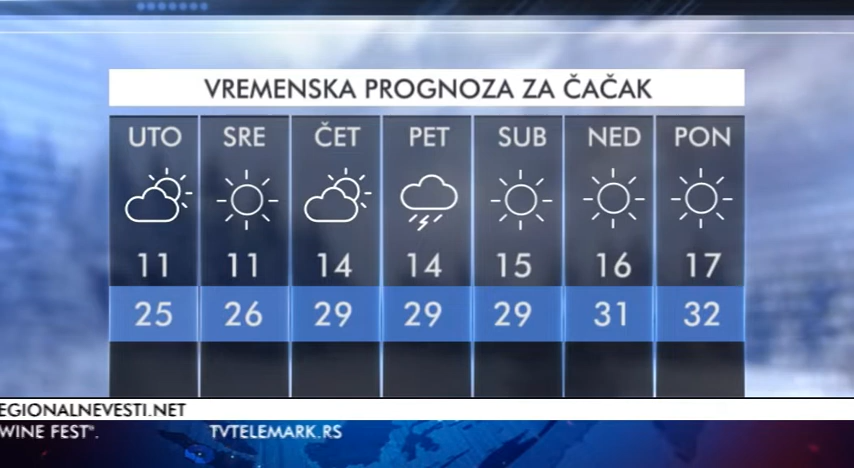 VREMENSKA PROGNOZA ZA ČAČAK
UTO SRE ČET PET SUB NED PON
11 11 14 14 15 16 17
25 26 29 29 29 31 32
EGIONALNEVESTI.NET
WINE FEST". TVTELEMARK.RS